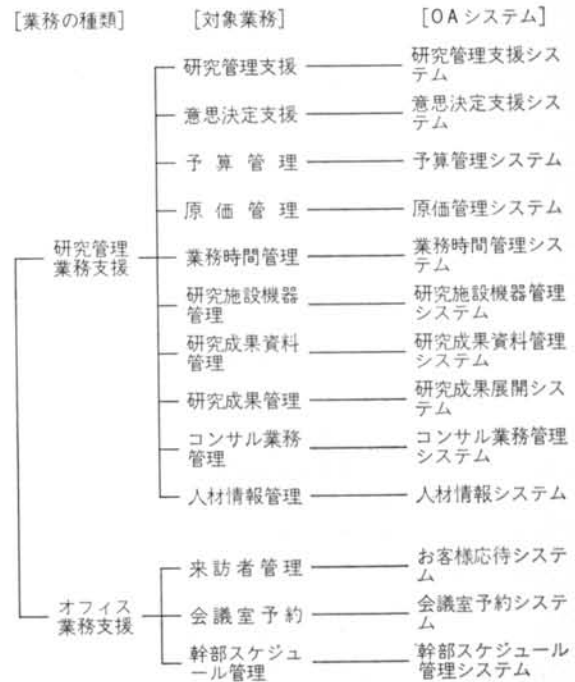 [業務の種類] [対象業務] [OAシステム]
研究管理支援 研究管理支援シス
テム
意思決定支援 意思決定支援シス
テム
予算管理 予算管理システム
原価管理 原価管理システム
研究管理
業務支援
業務時間管理 業務時間管理シス
テム
研究施設機器
管理
研究施設機器管理
システム
研究成果資料
管理
研究成果資料管理
システム
研究成果管理 研究成果展開シス
テム
コンサル業務
管理
コンサル業務管理
システム
人材情報管理 人材情報システム
来訪者管理 お客様応待システ
ム
オフィス
業務支援
会議室予約 会議室予約システ
ム
幹部スケジュ
ール管理
幹部スケジュール
管理システム